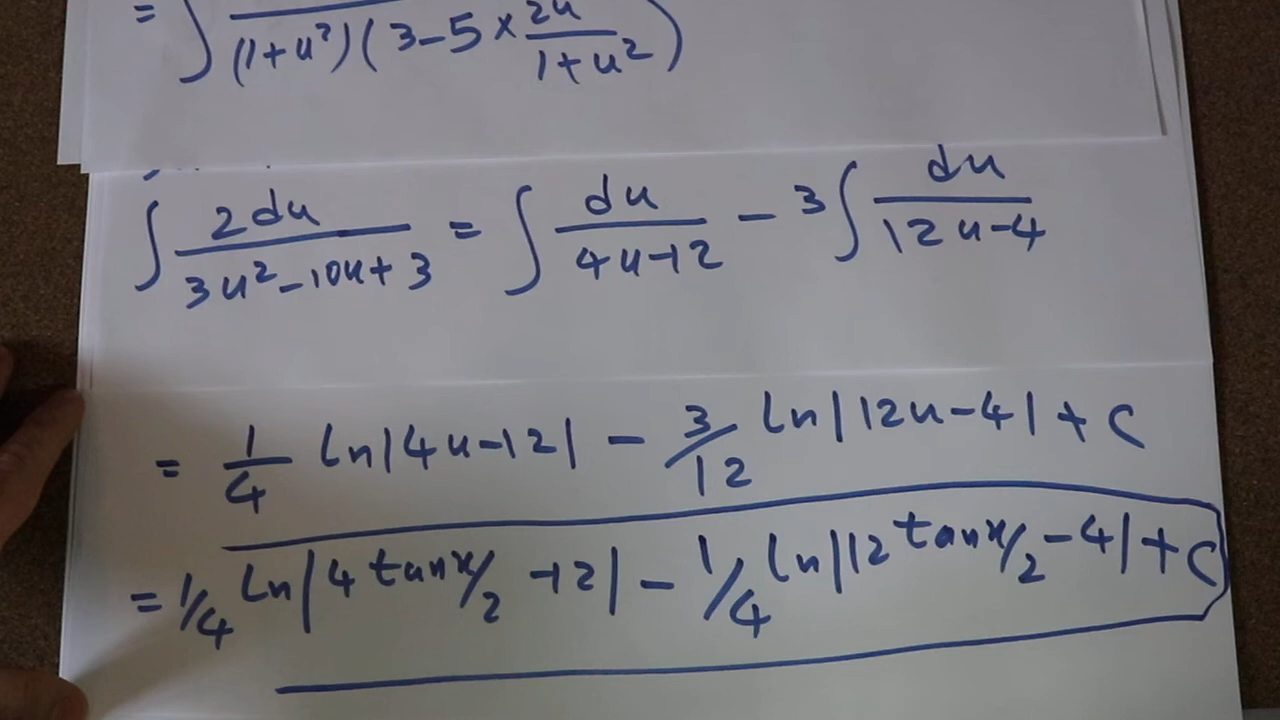 = ∫ / (1+u²)(3-5×2u/1+u²)
∫ 2du/3u²-10u+3 = ∫ du/4u-12 - 3∫ du/12u-4
= 1/4 ln|4u-12| - 3/12 ln|12u-4| + C
= 1/4 ln|4 tan x/2 -12| - 1/4 ln|12 tan x/2 -4| + C